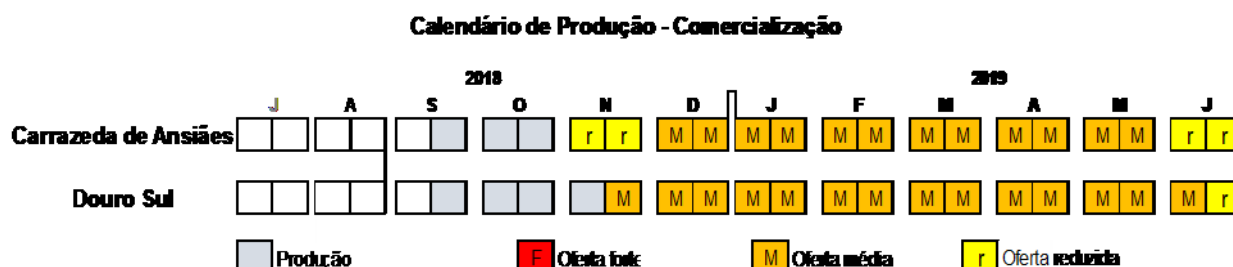 Calendário de Produção - Comercialização
2018 2019
J A S O N D J F M A M J
Carrazeda de Ansiães r r M M M M M M M M M M M M r r
Douro Sul M M M M M M M M M M M M M M r
Produção F Oferta forte M Oferta média r Oferta reduzida